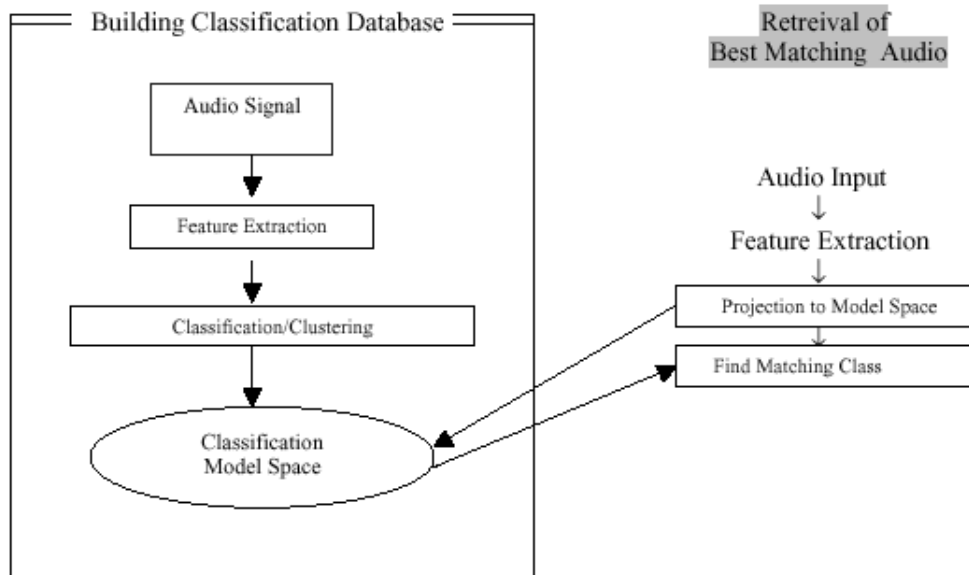 Building Classification Database
Audio Signal
Feature Extraction
Classification/Clustering
Classification
Model Space
Retreival of
Best Matching Audio
Audio Input
Feature Extraction
Projection to Model Space
Find Matching Class